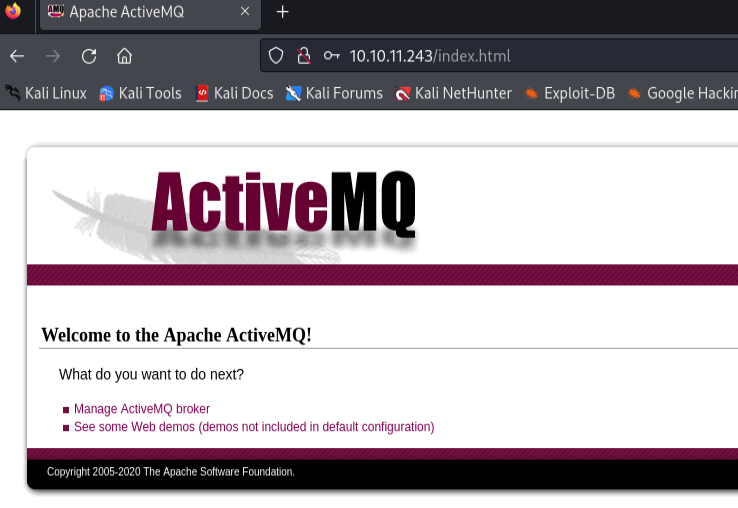 Apache ActiveMQ
10.10.11.243/index.html
Kali Linux Kali Tools Kali Docs Kali Forums Kali NetHunter Exploit-DB Google Hackin
ActiveMQ
Welcome to the Apache ActiveMQ!
What do you want to do next?
Manage ActiveMQ broker
See some Web demos (demos not included in default configuration)
Copyright 2005-2020 The Apache Software Foundation.